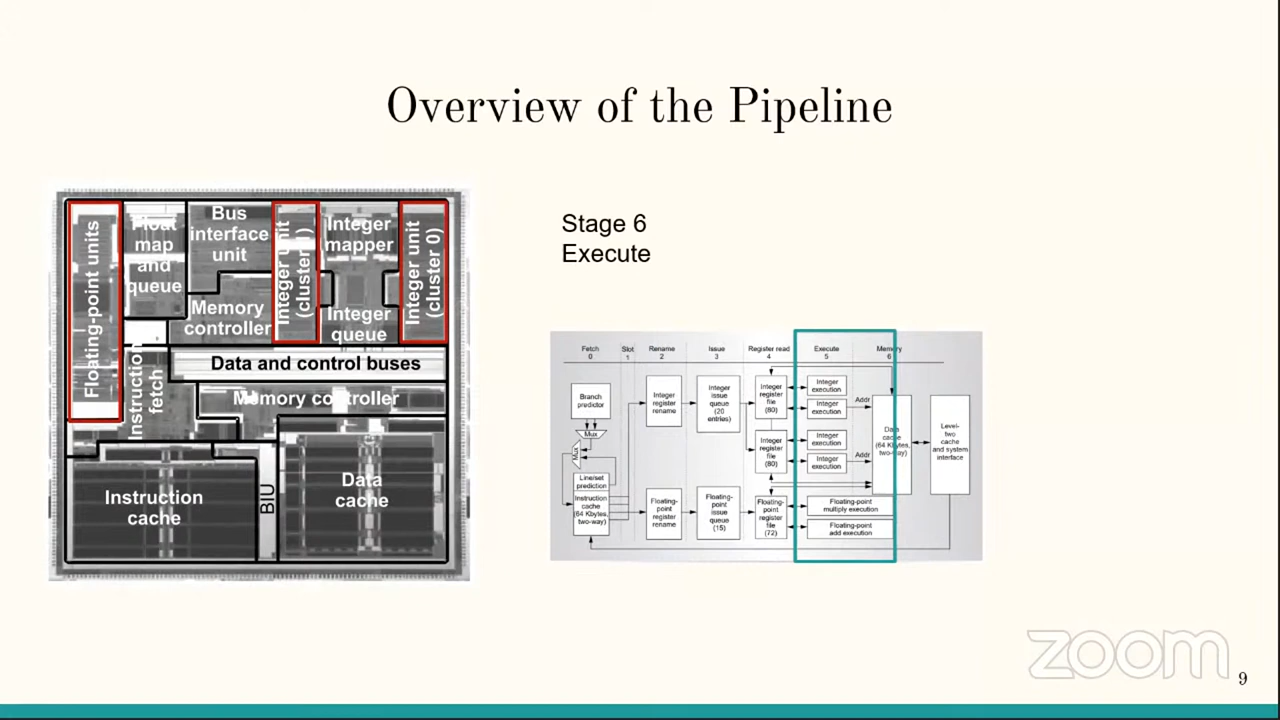 Overview of the Pipeline
Floating-point units
Float
map
and
queue
Bus
interface
unit
Memory
controller
Integer unit
(cluster 1)
Integer
mapper
Integer
queue
Integer unit
(cluster 0)
Data and control buses
Instruction
fetch
Memory controller
Instruction
cache
BIU
Data
cache
Stage 6
Execute
Fetch
0
Slot
1
Rename
2
Issue
3
Register read
4
Execute
5
Memory
6
Branch
predictor
Mux
Mux
Line/set
prediction
Instruction
cache
(64 Kbytes,
two-way)
Integer
register
rename
Integer
issue
queue
(20
entries)
Integer
register
file
(80)
Integer
register
file
(80)
Integer
execution
Integer
execution
Addr
Integer
execution
Integer
execution
Addr
Data
cache
(64 Kbytes,
two-way)
Level-
two
cache
and system
interface
Floating-
point
register
rename
Floating-
point
issue
queue
(15)
Floating-
point
register
file
(72)
Floating-point
multiply execution
Floating-point
add execution
zoom
9